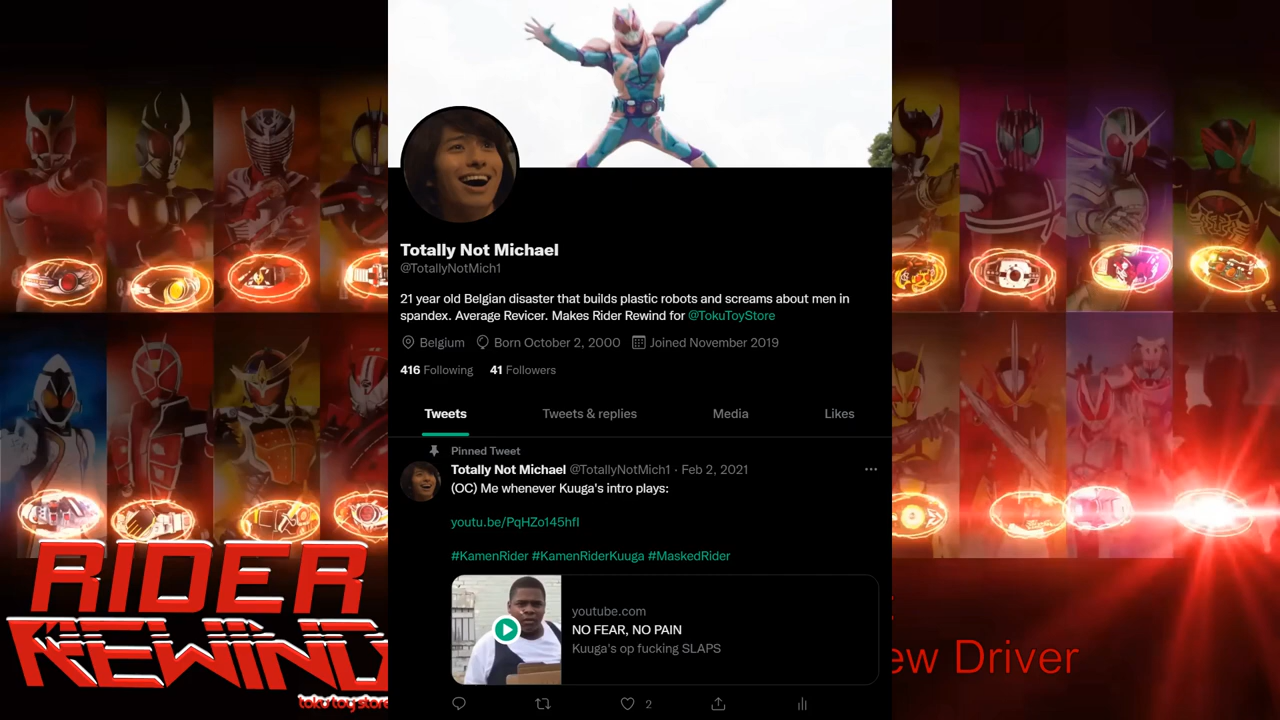 Totally Not Michael
@TotallyNotMich1
21 year old Belgian disaster that builds plastic robots and screams about men in
spandex. Average Revicer. Makes Rider Rewind for @TokuToyStore
Belgium Born October 2, 2000 Joined November 2019
416 Following 41 Followers
Tweets Tweets & replies Media Likes
Pinned Tweet
Totally Not Michael @TotallyNotMich1 · Feb 2, 2021
(OC) Me whenever Kuuga's intro plays:
youtu.be/PqHZo145hfI
#KamenRider #KamenRiderKuuga #MaskedRider
youtube.com
NO FEAR, NO PAIN
Kuuga's op fucking SLAPS
2
RIDER
REWIND
toku toy store
ew Driver